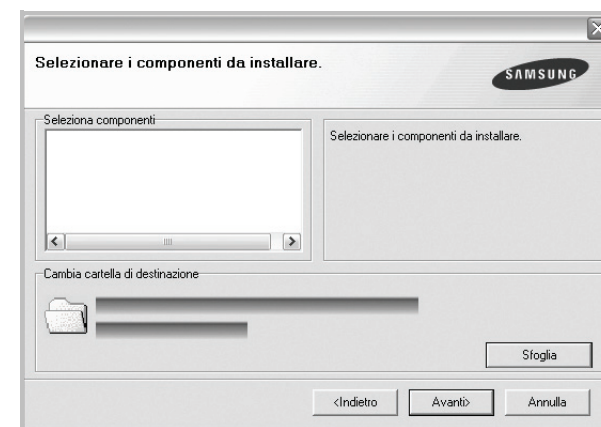 Selezionare i componenti da installare.
SAMSUNG
Seleziona componenti
Selezionare i componenti da installare.
Cambia cartella di destinazione
Sfoglia
<Indietro
Avanti>
Annulla